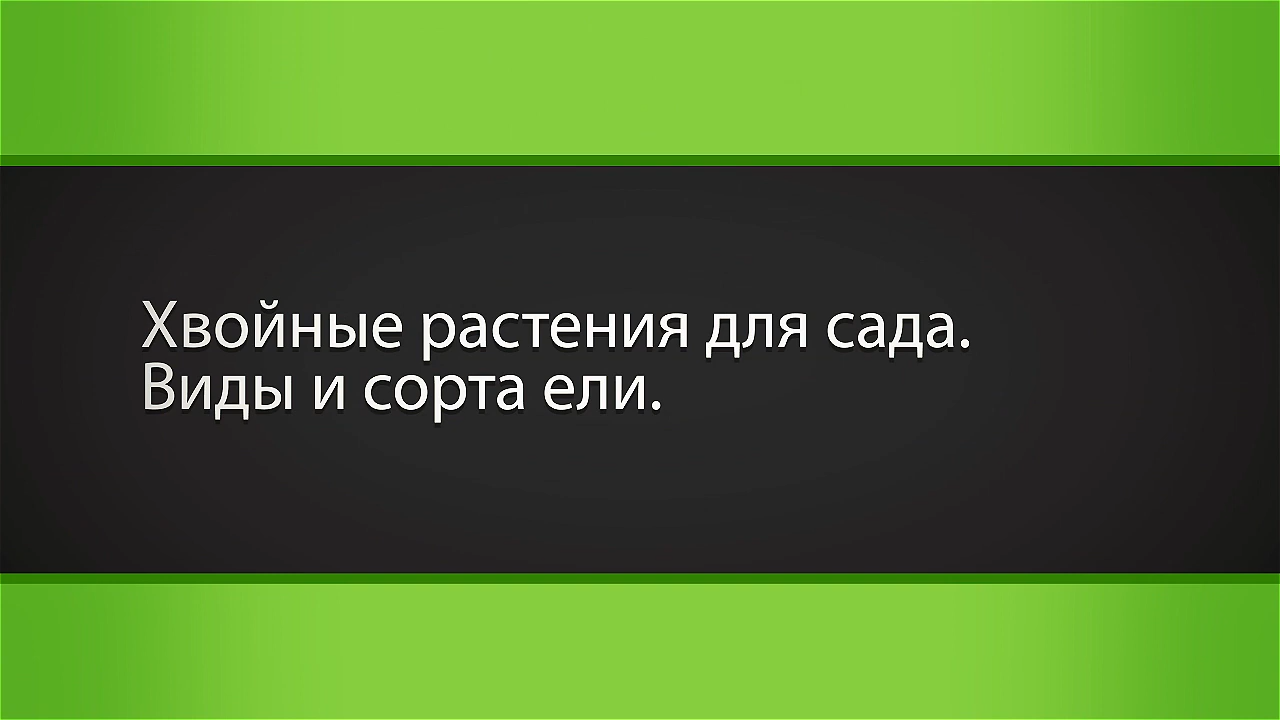 Хвойные растения для сада.
Виды и сорта ели.